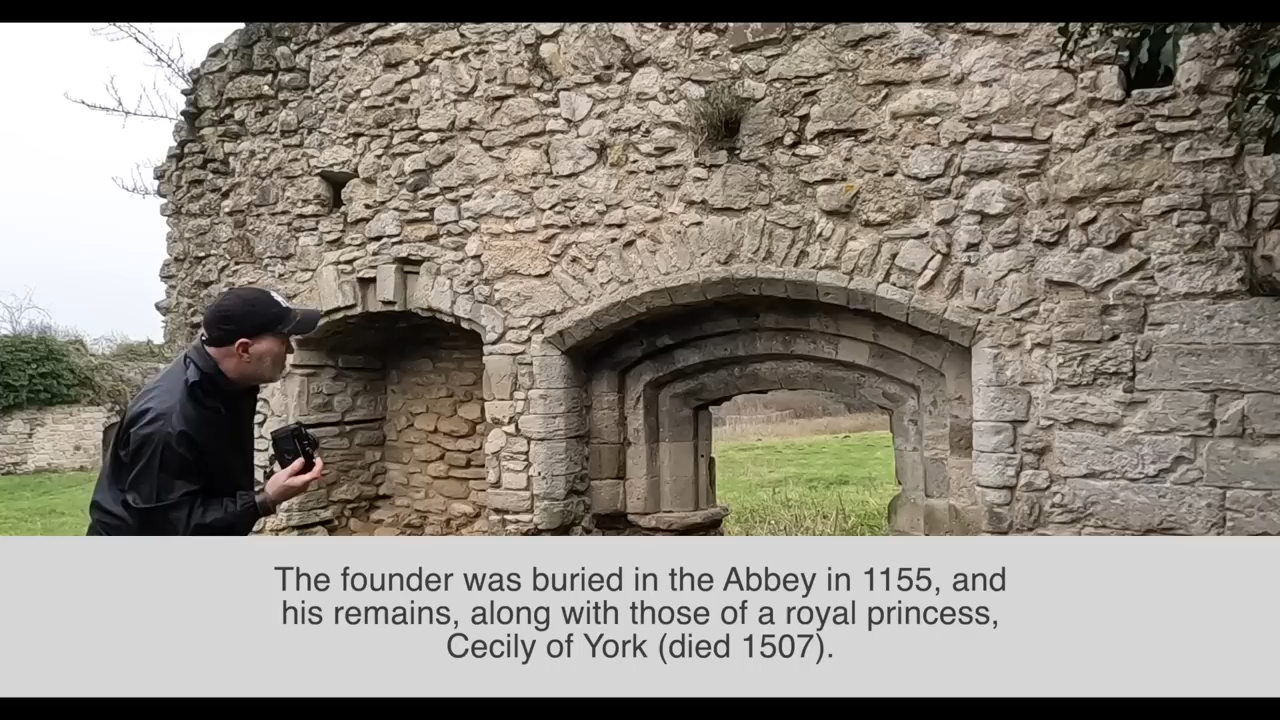 The founder was buried in the Abbey in 1155, and
his remains, along with those of a royal princess,
Cecily of York (died 1507).